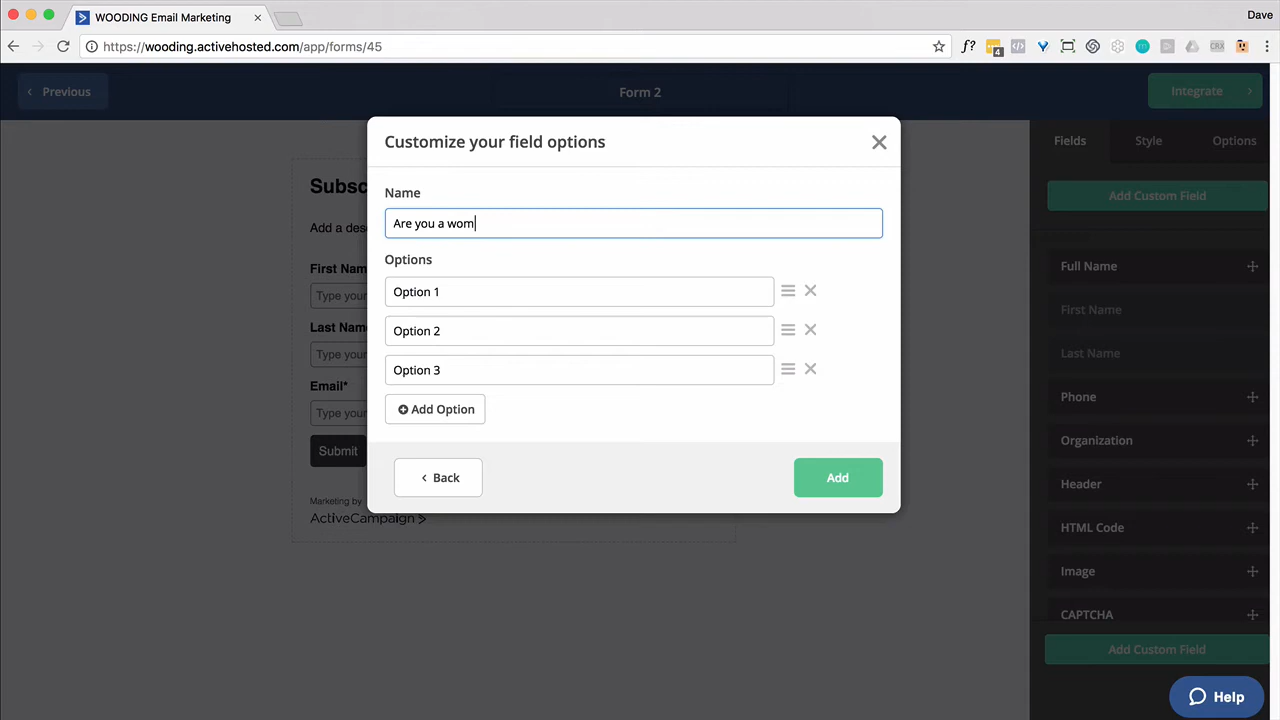 WOODING Email Marketing
Dave
https://wooding.activehosted.com/app/forms/45
f?
4
CRX
Previous
Form 2
Integrate
Customize your field options
Fields
Style
Options
Subsc
Name
Add Custom Field
Are you a wom
Add a des
Options
First Nam
Full Name
Option 1
Type your
First Name
Last Name
Option 2
Type your
Last Name
Option 3
Email*
Phone
Type your
Add Option
Organization
Submit
Back
Add
Header
Marketing by
ActiveCampaign >
HTML Code
Image
CAPTCHA
Add Custom Field
Help